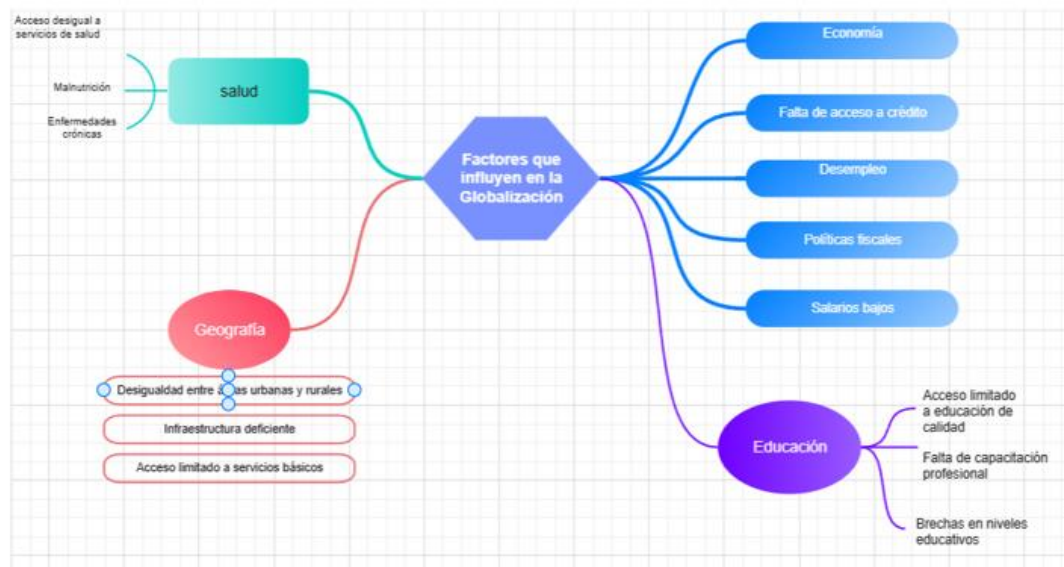 Acceso desigual a
servicios de salud
Malnutrición
Enfermedades
crónicas
salud
Factores que
influyen en la
Globalización
Economía
Falta de acceso a crédito
Desempleo
Políticas fiscales
Salarios bajos
Geografía
Desigualdad entre áreas urbanas y rurales
Infraestructura deficiente
Acceso limitado a servicios básicos
Educación
Acceso limitado
a educación de
calidad
Falta de capacitación
profesional
Brechas en niveles
educativos